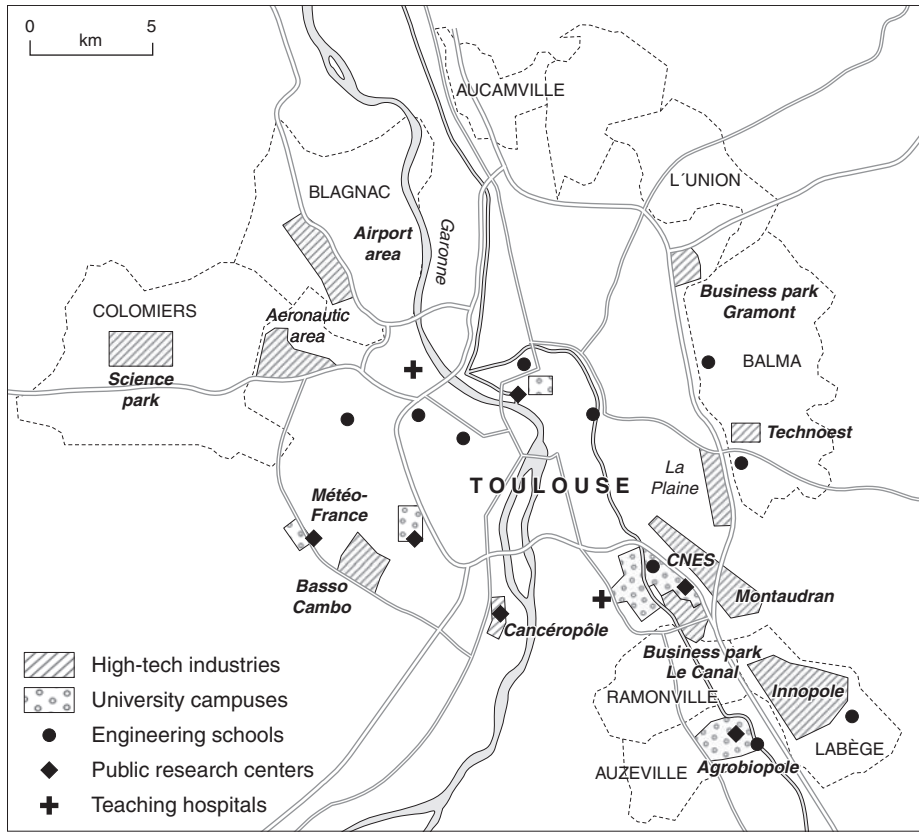 0 5
km
AUCAMVILLE
L´UNION
BLAGNAC
Airport
area
Garonne
Business park
Gramont
COLOMIERS
Aeronautic
area
Science
park
BALMA
Technoest
La
Plaine
TOULOUSE
Météo-
France
CNES
Basso
Cambo
Montaudran
Cancéropôle
Business park
Le Canal
RAMONVILLE
Innopole
LABÈGE
AUZEVILLE
Agrobiopole
High-tech industries
University campuses
Engineering schools
Public research centers
Teaching hospitals